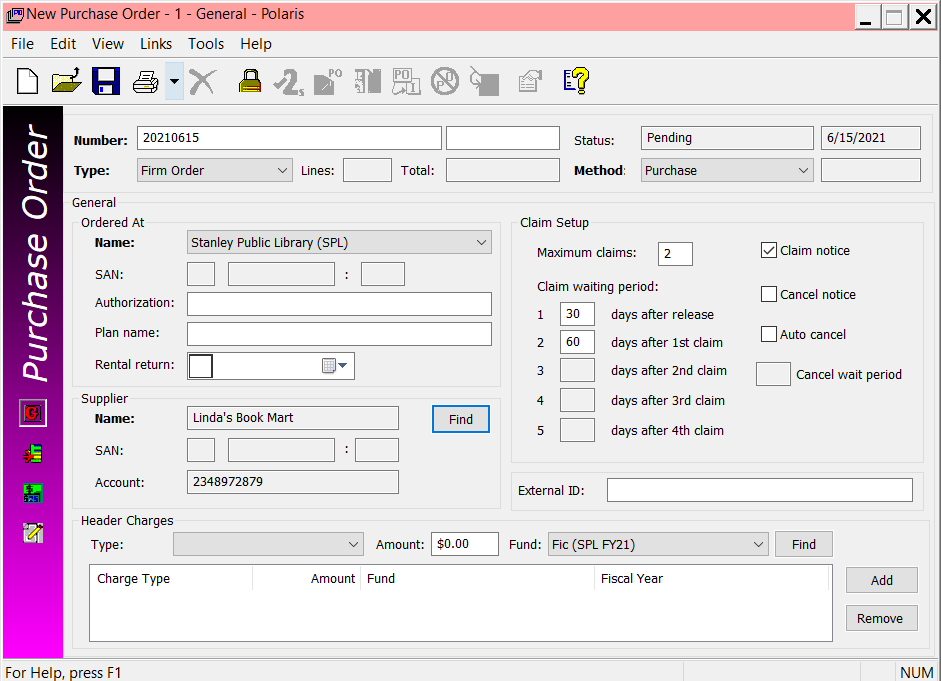 New Purchase Order - 1 - General - Polaris
File Edit View Links Tools Help
Purchase Order
Number: 20210615 Status: Pending 6/15/2021
Type: Firm Order Lines: Total: Method: Purchase
General
Ordered At
Name: Stanley Public Library (SPL)
SAN: :
Authorization:
Plan name:
Rental return:
Supplier
Name: Linda's Book Mart Find
SAN: :
Account: 2348972879
Claim Setup
Maximum claims: 2 Claim notice
Claim waiting period: Cancel notice
1 30 days after release
2 60 days after 1st claim Auto cancel
3 days after 2nd claim Cancel wait period
4 days after 3rd claim
5 days after 4th claim
External ID:
Header Charges
Type: Amount: $0.00 Fund: Fic (SPL FY21) Find
Charge Type Amount Fund Fiscal Year
Add
Remove
For Help, press F1 NUM